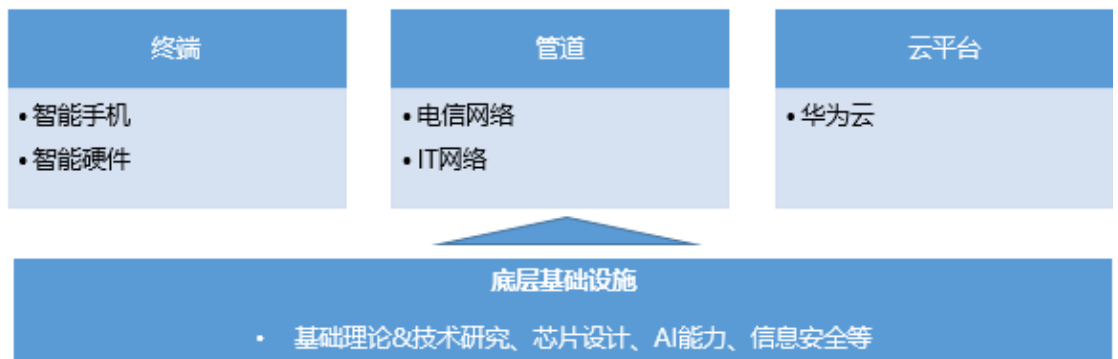 终端
• 智能手机
• 智能硬件
管道
• 电信网络
• IT网络
云平台
• 华为云
底层基础设施
• 基础理论&技术研究、芯片设计、AI能力、信息安全等